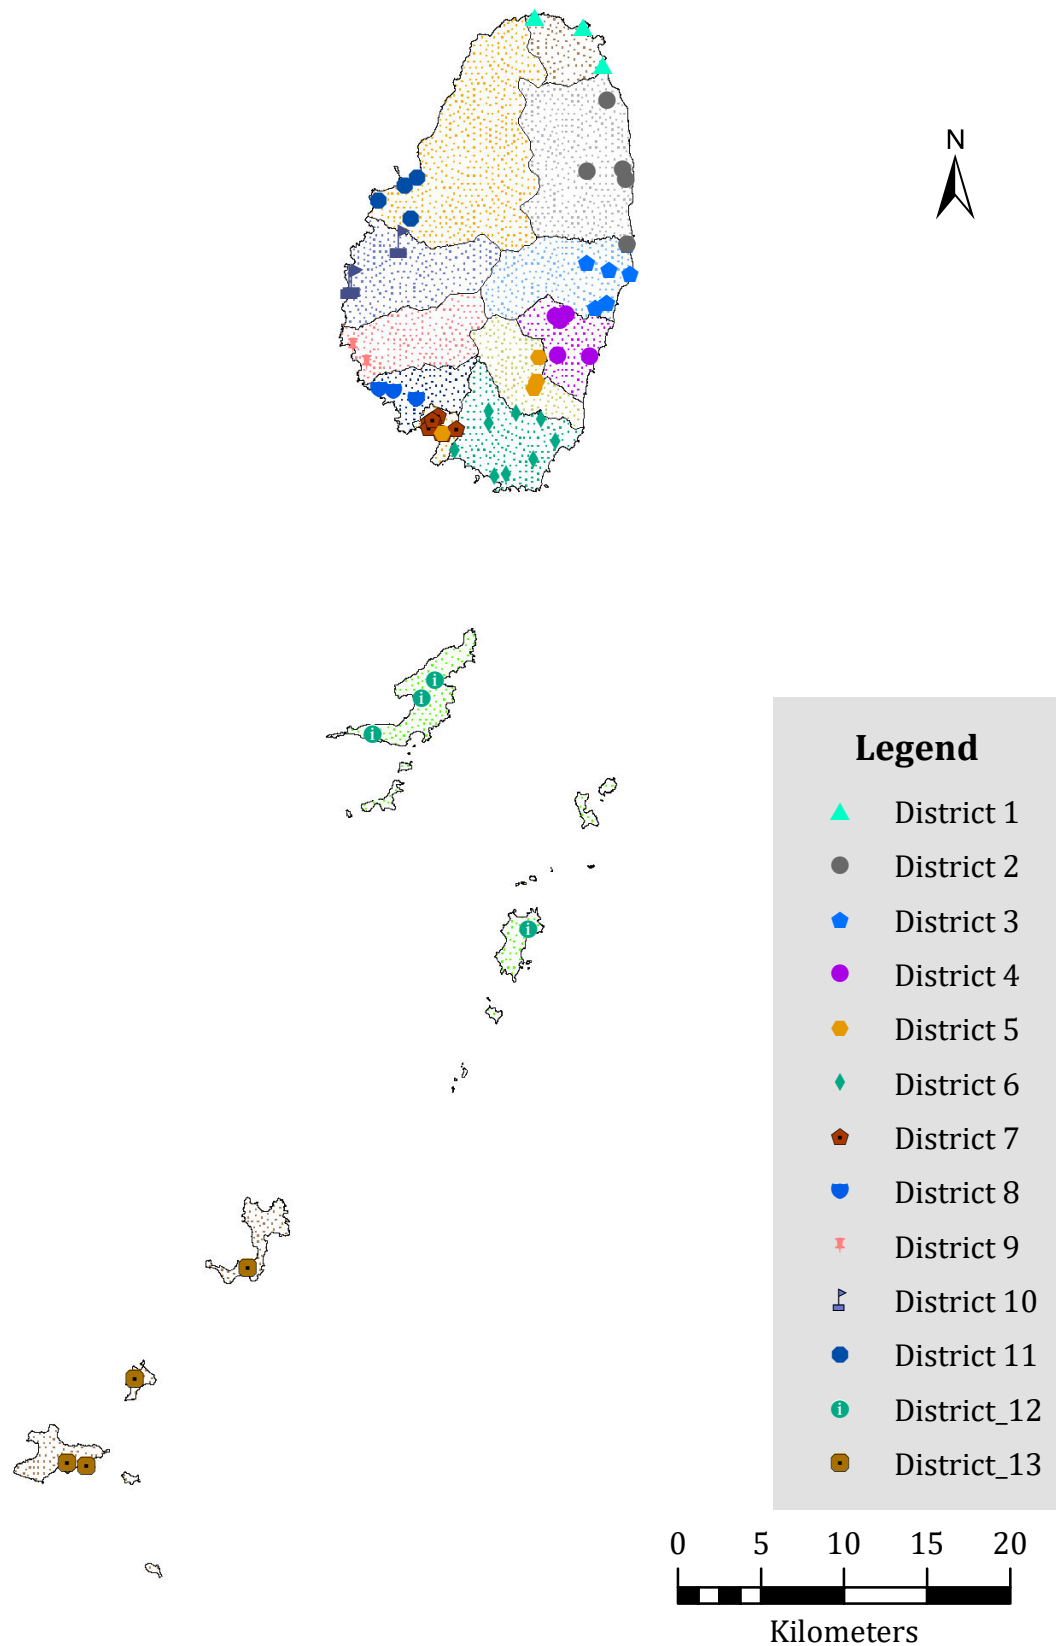 N
Legend
District 1
District 2
District 3
District 4
District 5
District 6
District 7
District 8
District 9
District 10
District 11
i District_12
District_13
i
i
i
i
0 5 10 15 20
Kilometers